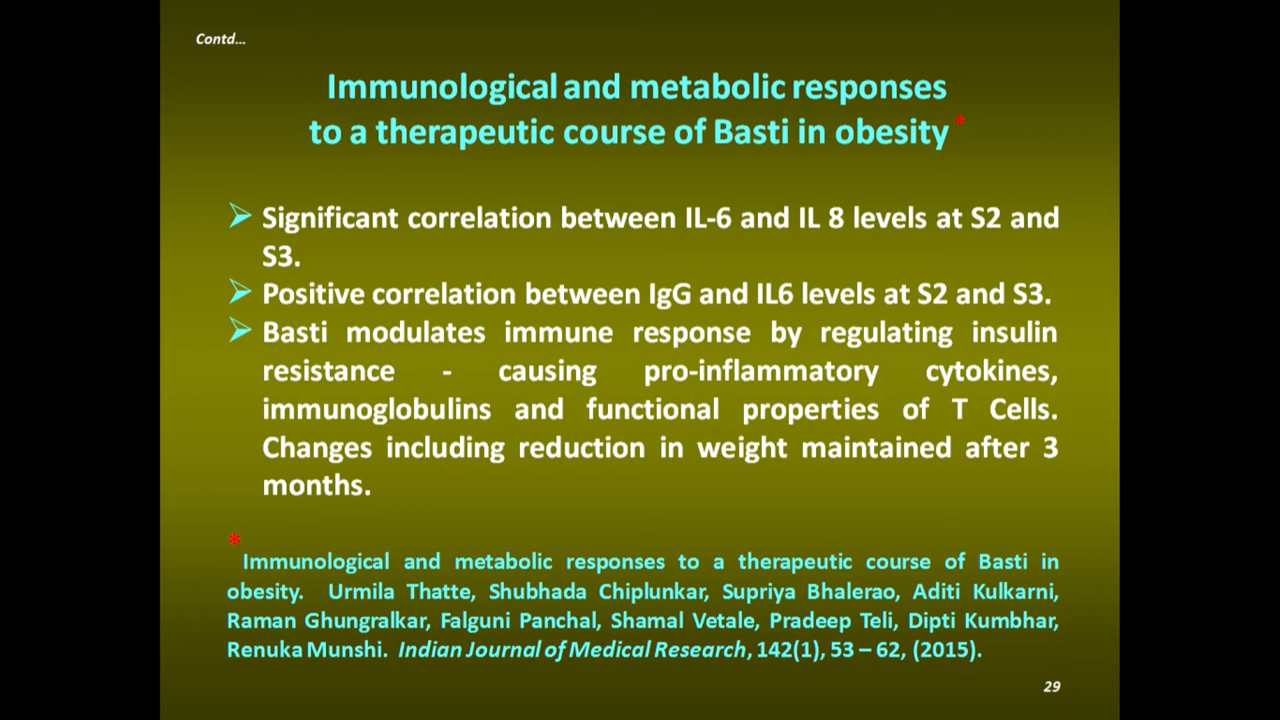 Contd...
Immunological and metabolic responses
to a therapeutic course of Basti in obesity*
Significant correlation between IL-6 and IL 8 levels at S2 and
S3.
Positive correlation between IgG and IL6 levels at S2 and S3.
Basti modulates immune response by regulating insulin
resistance - causing pro-inflammatory cytokines,
immunoglobulins and functional properties of T Cells.
Changes including reduction in weight maintained after 3
months.
*Immunological and metabolic responses to a therapeutic course of Basti in
obesity. Urmila Thatte, Shubhada Chiplunkar, Supriya Bhalerao, Aditi Kulkarni,
Raman Ghungralkar, Falguni Panchal, Shamal Vetale, Pradeep Teli, Dipti Kumbhar,
Renuka Munshi. Indian Journal of Medical Research, 142(1), 53 – 62, (2015).
29